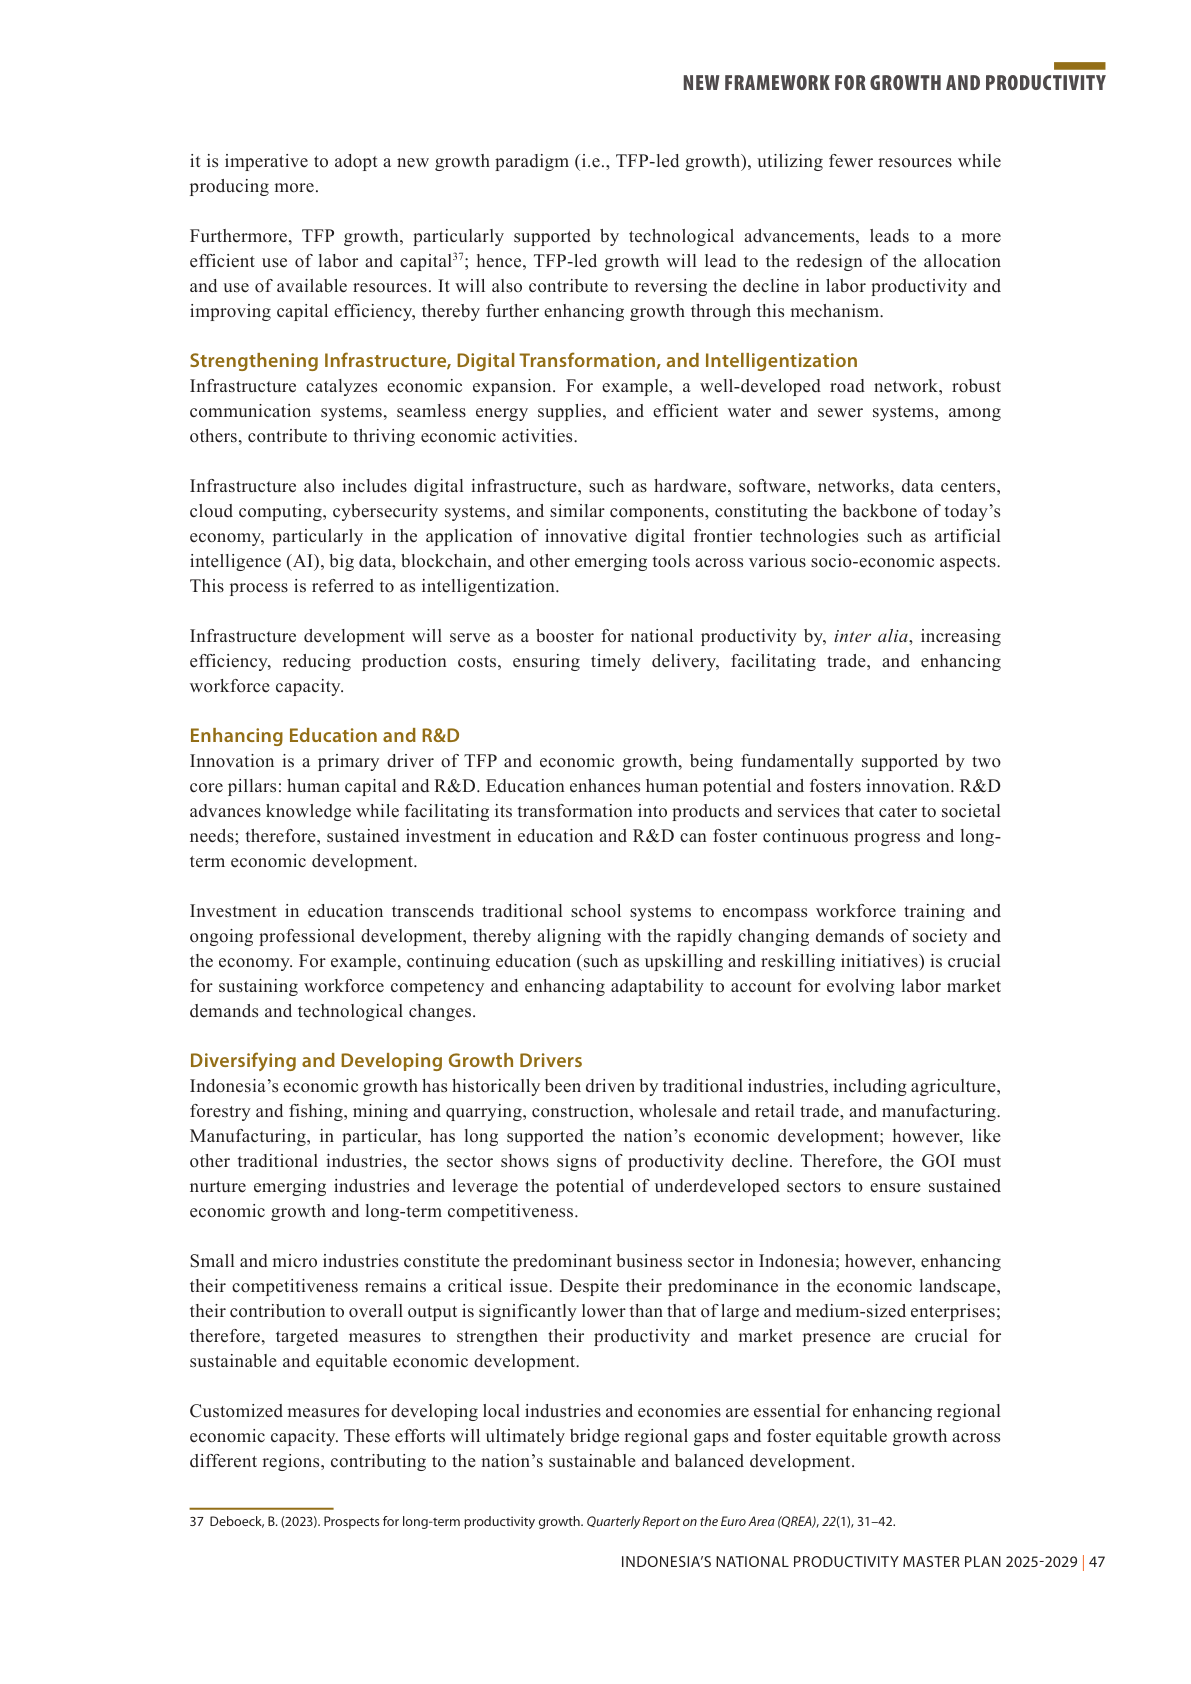 NEW FRAMEWORK FOR GROWTH AND PRODUCTIVITY
it is imperative to adopt a new growth paradigm (i.e., TFP-led growth), utilizing fewer resources while
producing more.
Furthermore, TFP growth, particularly supported by technological advancements, leads to a more
efficient use of labor and capital37; hence, TFP-led growth will lead to the redesign of the allocation
and use of available resources. It will also contribute to reversing the decline in labor productivity and
improving capital efficiency, thereby further enhancing growth through this mechanism.
Strengthening Infrastructure, Digital Transformation, and Intelligentization
Infrastructure catalyzes economic expansion. For example, a well-developed road network, robust
communication systems, seamless energy supplies, and efficient water and sewer systems, among
others, contribute to thriving economic activities.
Infrastructure also includes digital infrastructure, such as hardware, software, networks, data centers,
cloud computing, cybersecurity systems, and similar components, constituting the backbone of today's
economy, particularly in the application of innovative digital frontier technologies such as artificial
intelligence (AI), big data, blockchain, and other emerging tools across various socio-economic aspects.
This process is referred to as intelligentization.
Infrastructure development will serve as a booster for national productivity by, inter alia, increasing
efficiency, reducing production costs, ensuring timely delivery, facilitating trade, and enhancing
workforce capacity.
Enhancing Education and R&D
Innovation is a primary driver of TFP and economic growth, being fundamentally supported by two
core pillars: human capital and R&D. Education enhances human potential and fosters innovation. R&D
advances knowledge while facilitating its transformation into products and services that cater to societal
needs; therefore, sustained investment in education and R&D can foster continuous progress and long-
term economic development.
Investment in education transcends traditional school systems to encompass workforce training and
ongoing professional development, thereby aligning with the rapidly changing demands of society and
the economy. For example, continuing education (such as upskilling and reskilling initiatives) is crucial
for sustaining workforce competency and enhancing adaptability to account for evolving labor market
demands and technological changes.
Diversifying and Developing Growth Drivers
Indonesia's economic growth has historically been driven by traditional industries, including agriculture,
forestry and fishing, mining and quarrying, construction, wholesale and retail trade, and manufacturing.
Manufacturing, in particular, has long supported the nation's economic development; however, like
other traditional industries, the sector shows signs of productivity decline. Therefore, the GOI must
nurture emerging industries and leverage the potential of underdeveloped sectors to ensure sustained
economic growth and long-term competitiveness.
Small and micro industries constitute the predominant business sector in Indonesia; however, enhancing
their competitiveness remains a critical issue. Despite their predominance in the economic landscape,
their contribution to overall output is significantly lower than that of large and medium-sized enterprises;
therefore, targeted measures to strengthen their productivity and market presence are crucial for
sustainable and equitable economic development.
Customized measures for developing local industries and economies are essential for enhancing regional
economic capacity. These efforts will ultimately bridge regional gaps and foster equitable growth across
different regions, contributing to the nation's sustainable and balanced development.
37 Deboeck, B. (2023). Prospects for long-term productivity growth. Quarterly Report on the Euro Area (QREA), 22(1), 31–42.
INDONESIA'S NATIONAL PRODUCTIVITY MASTER PLAN 2025-2029 | 47